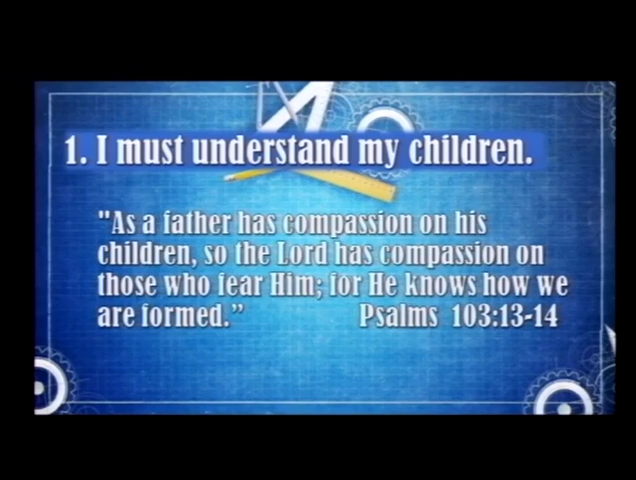 1. I must understand my children.
"As a father has compassion on his
children, so the Lord has compassion on
those who fear Him; for He knows how we
are formed.” Psalms 103:13-14